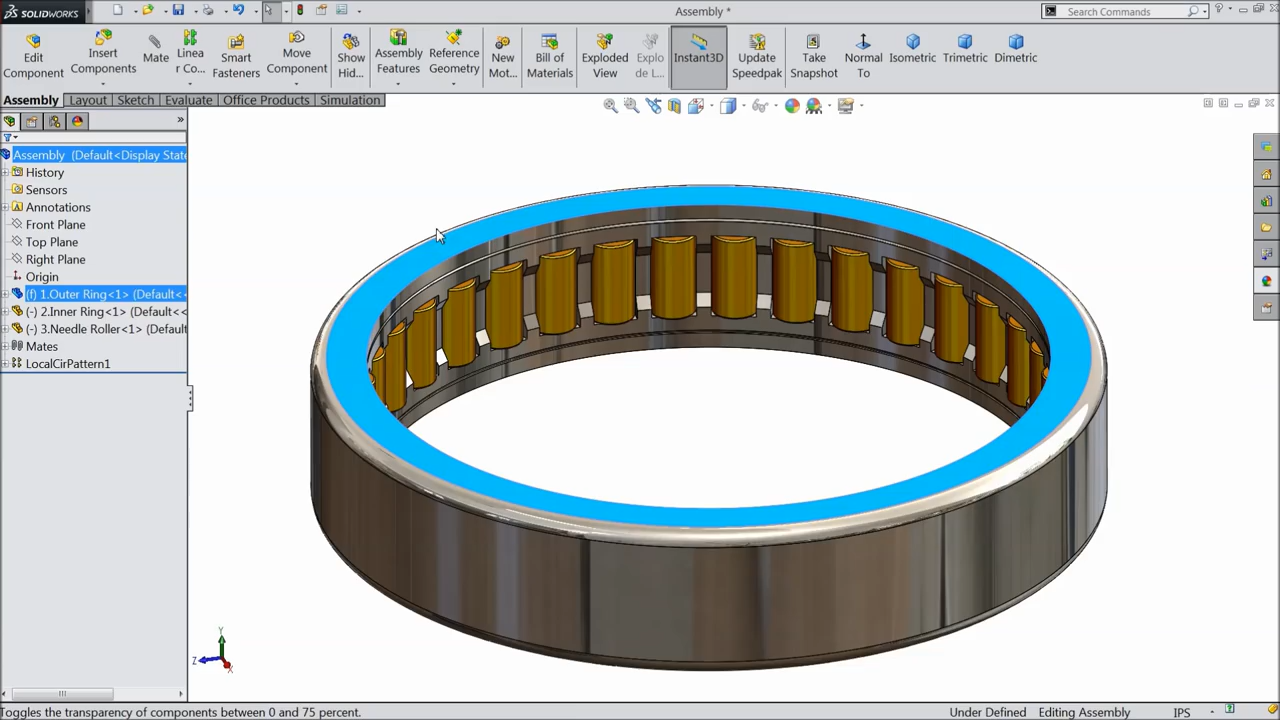 SOLIDWORKS
Assembly *
Search Commands
Edit
Component
Insert
Components
Mate
Linea
r Co...
Smart
Fasteners
Move
Component
Show
Hid...
Assembly
Features
Reference
Geometry
New
Mot...
Bill of
Materials
Exploded
View
Explo
de L...
Instant3D
Update
Speedpak
Take
Snapshot
Normal
To
Isometric
Trimetric
Dimetric
Assembly
Layout
Sketch
Evaluate
Office Products
Simulation
Assembly (Default<Display State
History
Sensors
Annotations
Front Plane
Top Plane
Right Plane
Origin
(f) 1.Outer Ring<1> (Default<<
(-) 2.Inner Ring<1> (Default<<
(-) 3.Needle Roller<1> (Default
Mates
LocalCirPattern1
Y
Z
X
Toggles the transparency of components between 0 and 75 percent.
Under Defined
Editing Assembly
IPS